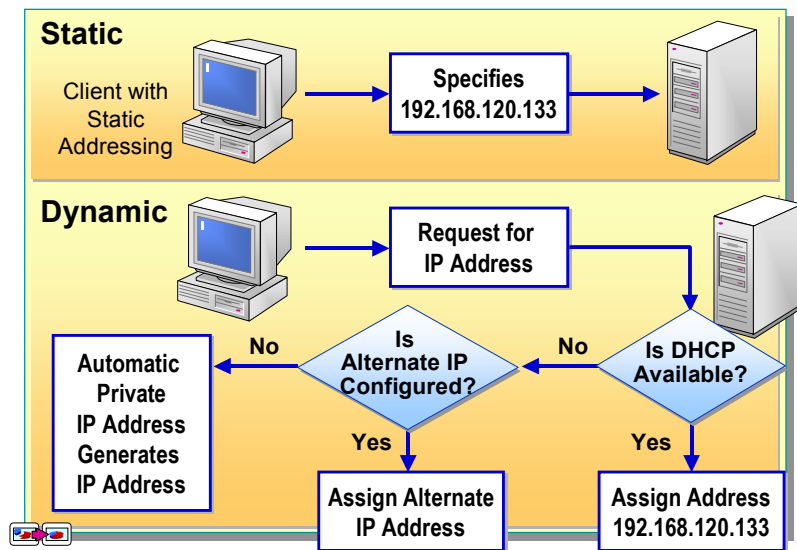 Static
Client with
Static
Addressing
Specifies
192.168.120.133
Dynamic
Request for
IP Address
Is DHCP
Available?
No
Is
Alternate IP
Configured?
No
Automatic
Private
IP Address
Generates
IP Address
Yes
Assign Alternate
IP Address
Yes
Assign Address
192.168.120.133